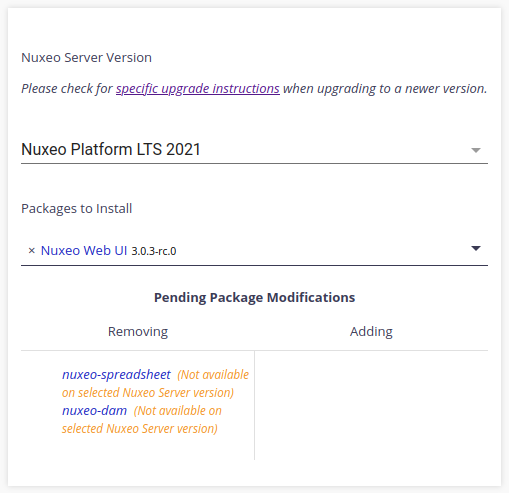 Nuxeo Server Version
Please check for specific upgrade instructions when upgrading to a newer version.
Nuxeo Platform LTS 2021
Packages to Install
× Nuxeo Web UI 3.0.3-rc.0
Pending Package Modifications
Removing Adding
nuxeo-spreadsheet (Not available
on selected Nuxeo Server version)
nuxeo-dam (Not available on
selected Nuxeo Server version)